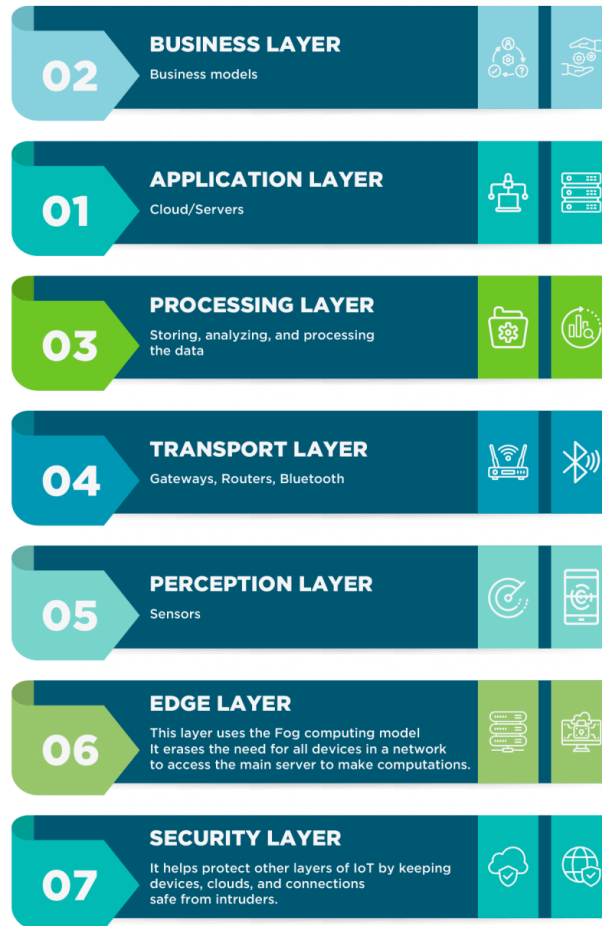 02
BUSINESS LAYER
Business models
01
APPLICATION LAYER
Cloud/Servers
03
PROCESSING LAYER
Storing, analyzing, and processing
the data
04
TRANSPORT LAYER
Gateways, Routers, Bluetooth
05
PERCEPTION LAYER
Sensors
06
EDGE LAYER
This layer uses the Fog computing model
It erases the need for all devices in a network
to access the main server to make computations.
07
SECURITY LAYER
It helps protect other layers of IoT by keeping
devices, clouds, and connections
safe from intruders.